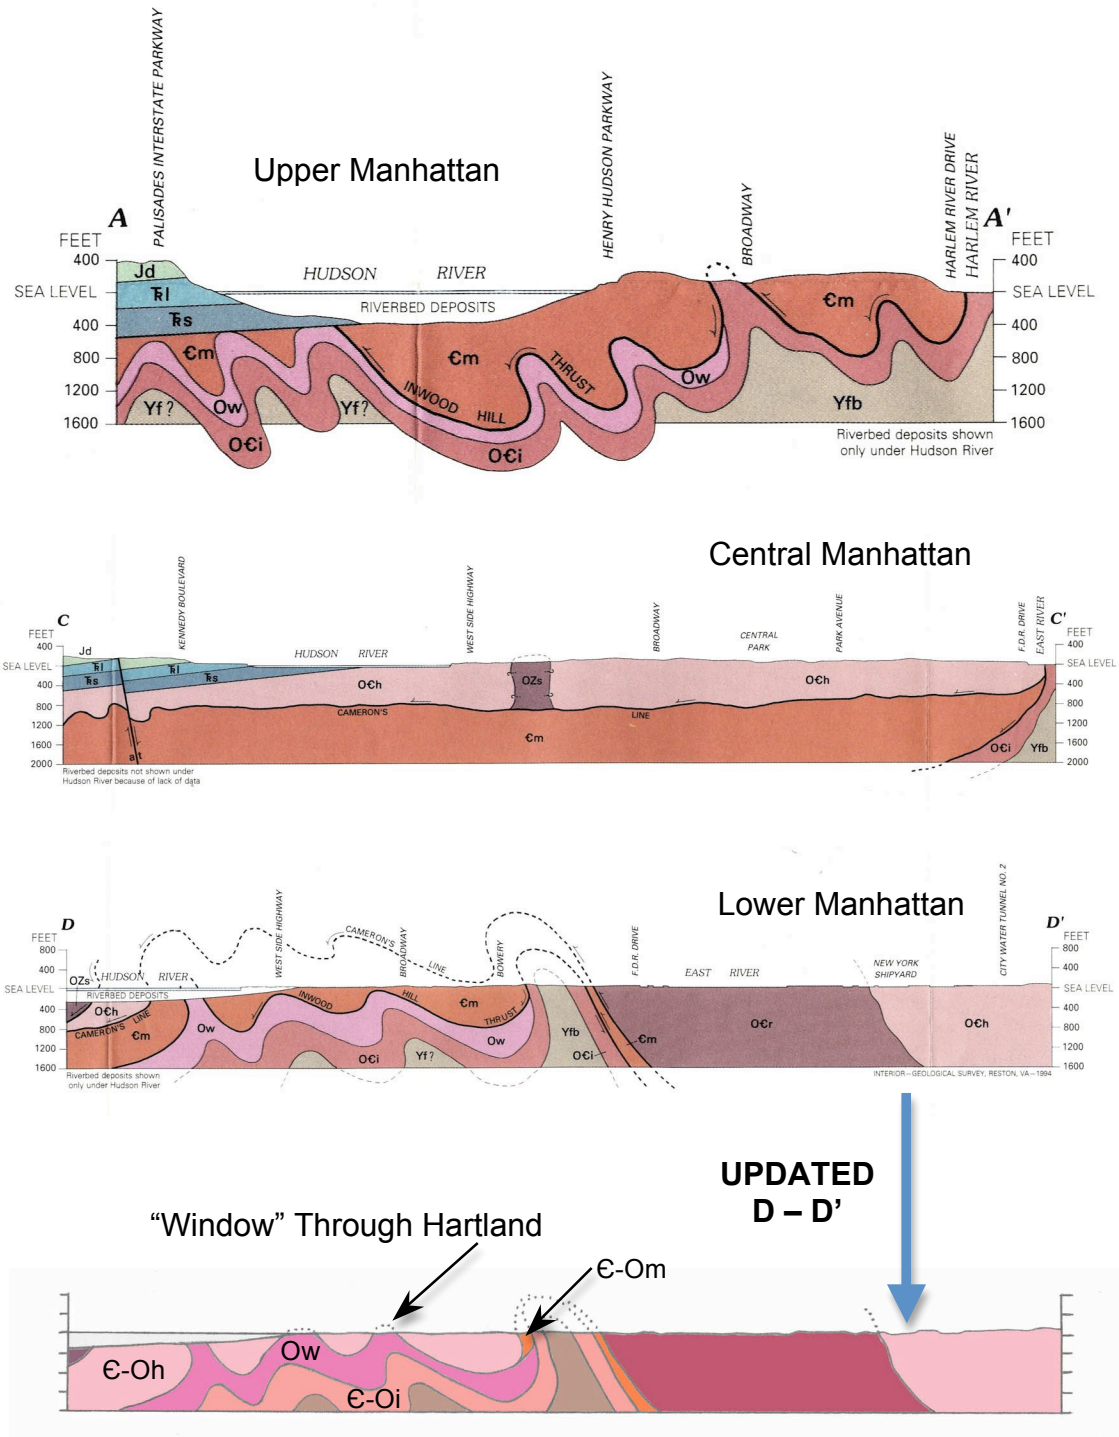 PALISADES INTERSTATE PARKWAY
Upper Manhattan
HENRY HUDSON PARKWAY
BROADWAY
HARLEM RIVER DRIVE
HARLEM RIVER
A
A'
FEET
FEET
400
SEA LEVEL
400
800
1200
1600
Jd
TRl
TRs
HUDSON RIVER
RIVERBED DEPOSITS
Єm
Єm
Єm
INWOOD HILL THRUST
Yf?
Ow
Yf?
OЄi
OЄi
Ow
Yfb
400
SEA LEVEL
400
800
1200
1600
Riverbed deposits shown
only under Hudson River
Central Manhattan
KENNEDY BOULEVARD
WEST SIDE HIGHWAY
BROADWAY
CENTRAL
PARK
PARK AVENUE
F.D.R. DRIVE
EAST RIVER
C
C'
FEET
FEET
400
SEA LEVEL
400
800
1200
1600
2000
Jd
TRl
TRs
TRl
TRs
HUDSON RIVER
OЄh
OZs
OЄh
CAMERON'S LINE
Єm
a t
OЄi
Yfb
400
SEA LEVEL
400
800
1200
1600
2000
Riverbed deposits not shown under
Hudson River because of lack of data
Lower Manhattan
WEST SIDE HIGHWAY
CAMERON'S LINE
BROADWAY
BOWERY
F.D.R. DRIVE
EAST RIVER
NEW YORK
SHIPYARD
CITY WATER TUNNEL NO. 2
D
D'
FEET
FEET
800
400
SEA LEVEL
400
800
1200
1600
OZs
HUDSON RIVER
RIVERBED DEPOSITS
OЄh
CAMERON'S LINE
Єm
Ow
INWOOD HILL THRUST
Єm
Ow
OЄi
Yf?
Yfb
OЄi
Єm
OЄr
OЄh
800
400
SEA LEVEL
400
800
1200
1600
Riverbed deposits shown
only under Hudson River
INTERIOR—GEOLOGICAL SURVEY, RESTON, VA—1994
UPDATED
D – D’
“Window” Through Hartland
Є-Om
Є-Oh
Ow
Є-Oi